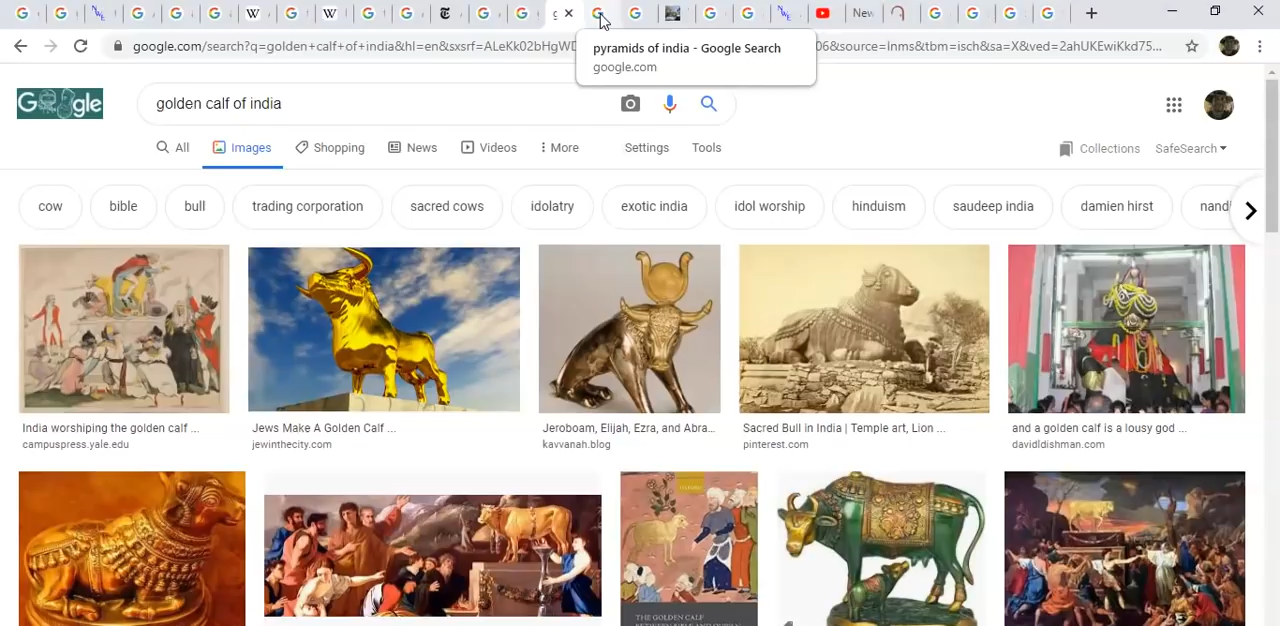 New
google.com/search?q=golden+calf+of+india&hl=en&sxsrf=ALeKk02bHgWD
06&source=lnms&tbm=isch&sa=X&ved=2ahUKEwiKkd75...
pyramids of india - Google Search
google.com
Google
golden calf of india
All
Images
Shopping
News
Videos
More
Settings
Tools
Collections
SafeSearch
cow
bible
bull
trading corporation
sacred cows
idolatry
exotic india
idol worship
hinduism
saudeep india
damien hirst
India worshiping the golden calf ...
campuspress.yale.edu
Jews Make A Golden Calf ...
jewinthecity.com
Jeroboam, Elijah, Ezra, and Abra...
kavvanah.blog
Sacred Bull in India | Temple art, Lion ...
pinterest.com
and a golden calf is a lousy god ...
davidldishman.com
THE GOLDEN CALF